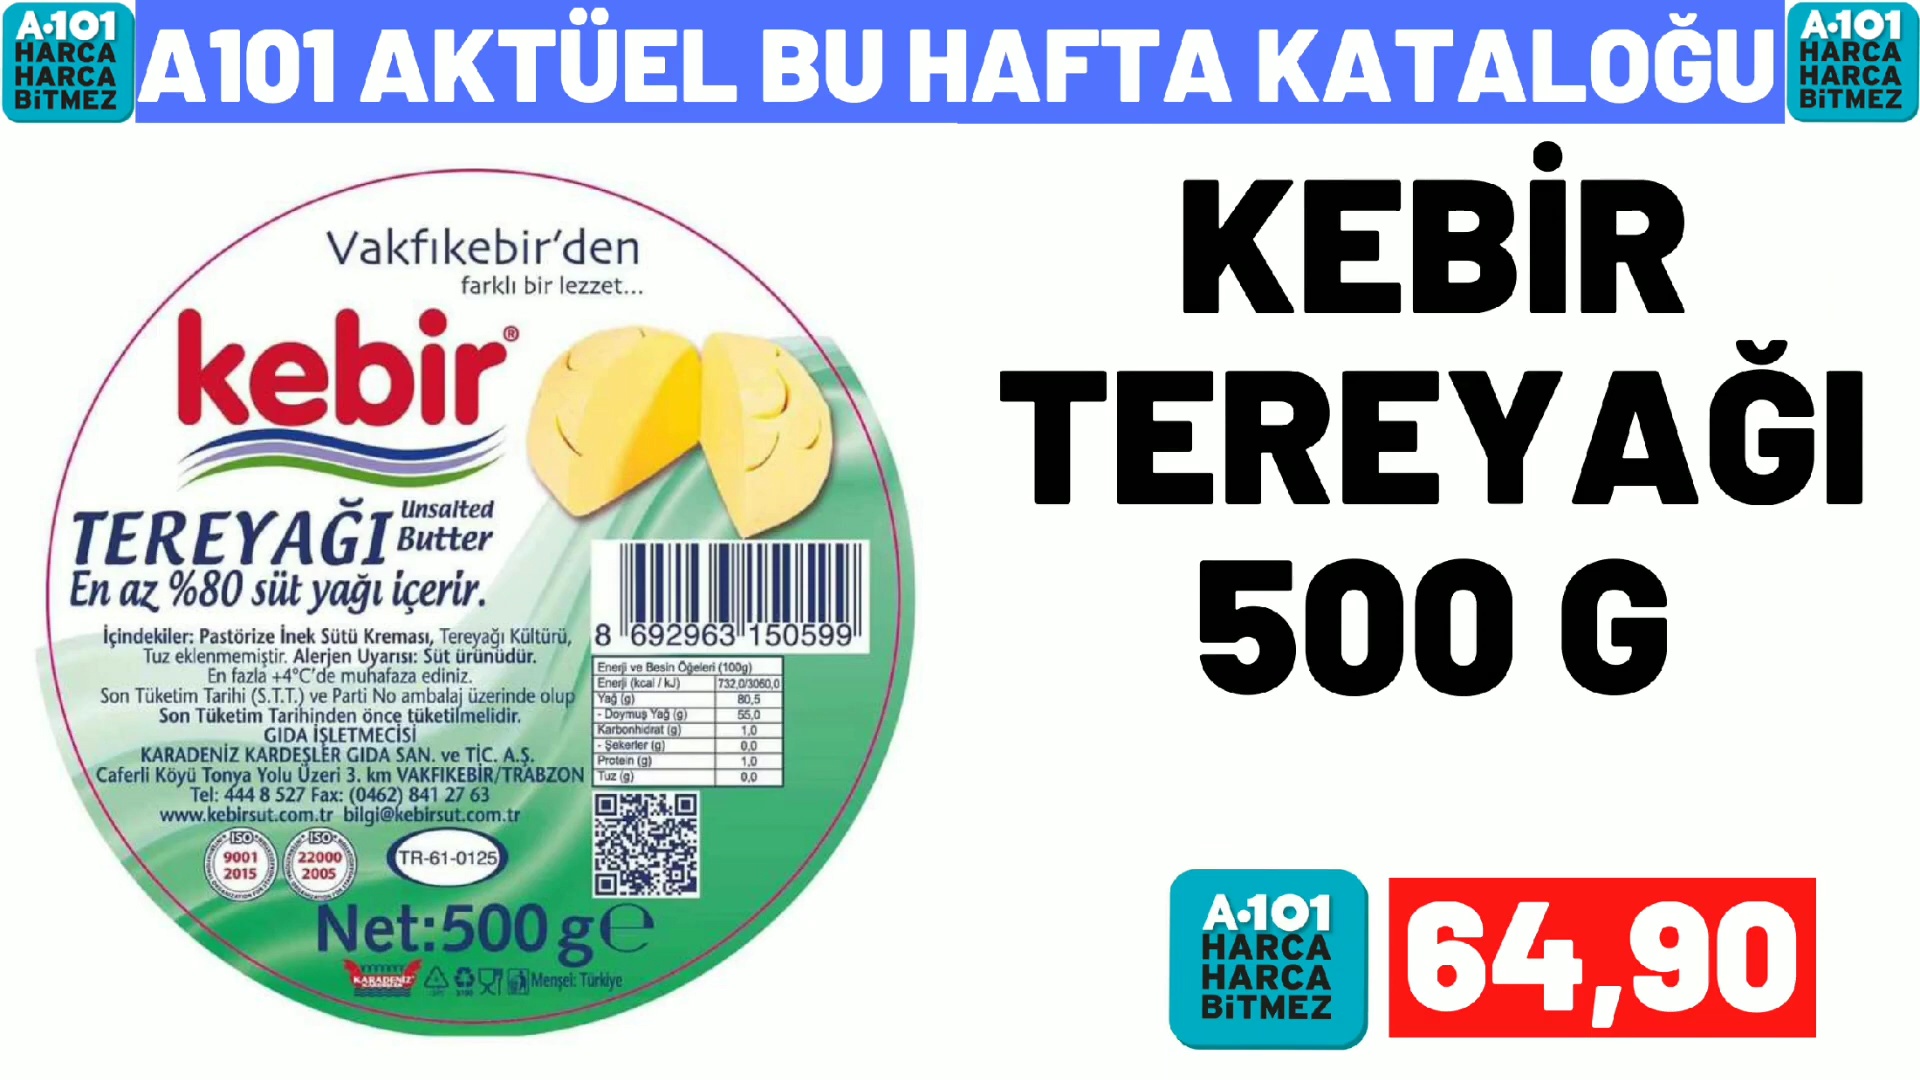 A101
HARCA
HARCA
BiTMEZ
A101 AKTÜEL BU HAFTA KATALOĞU
A101
HARCA
HARCA
BiTMEZ
Vakfıkebir'den
farklı bir lezzet...
kebir®
TEREYAĞI Unsalted Butter
En az %80 süt yağı içerir.
İçindekiler: Pastörize İnek Sütü Kreması, Tereyağı Kültürü,
Tuz eklenmemiştir. Alerjen Uyarısı: Süt ürünüdür.
En fazla +4°C'de muhafaza ediniz.
Son Tüketim Tarihi (S.T.T.) ve Parti No ambalaj üzerinde olup
Son Tüketim Tarihinden önce tüketilmelidir.
GIDA İŞLETMECİSİ
KARADENİZ KARDEŞLER GIDA SAN. ve TİC. A.Ş.
Caferli Köyü Tonya Yolu Üzeri 3. km VAKFIKEBİR/TRABZON
Tel: 444 8 527 Fax: (0462) 841 27 63
www.kebirsut.com.tr bilgi@kebirsut.com.tr
8 692963 150599
Enerji ve Besin Öğeleri (100g)
Enerji (kcal / kJ) 732,0/3060,0
Yağ (g) 80,5
- Doymuş Yağ (g) 55,0
Karbonhidrat (g) 1,0
- Şekerler (g) 0,0
Protein (g) 1,0
Tuz (g) 0,0
ISO
9001
2015
ISO
22000
2005
TR-61-0125
Net:500 g℮
KARADENİZ
Menşei: Türkiye
KEBİR
TEREYAĞI
500 G
A101
HARCA
HARCA
BiTMEZ
64,90